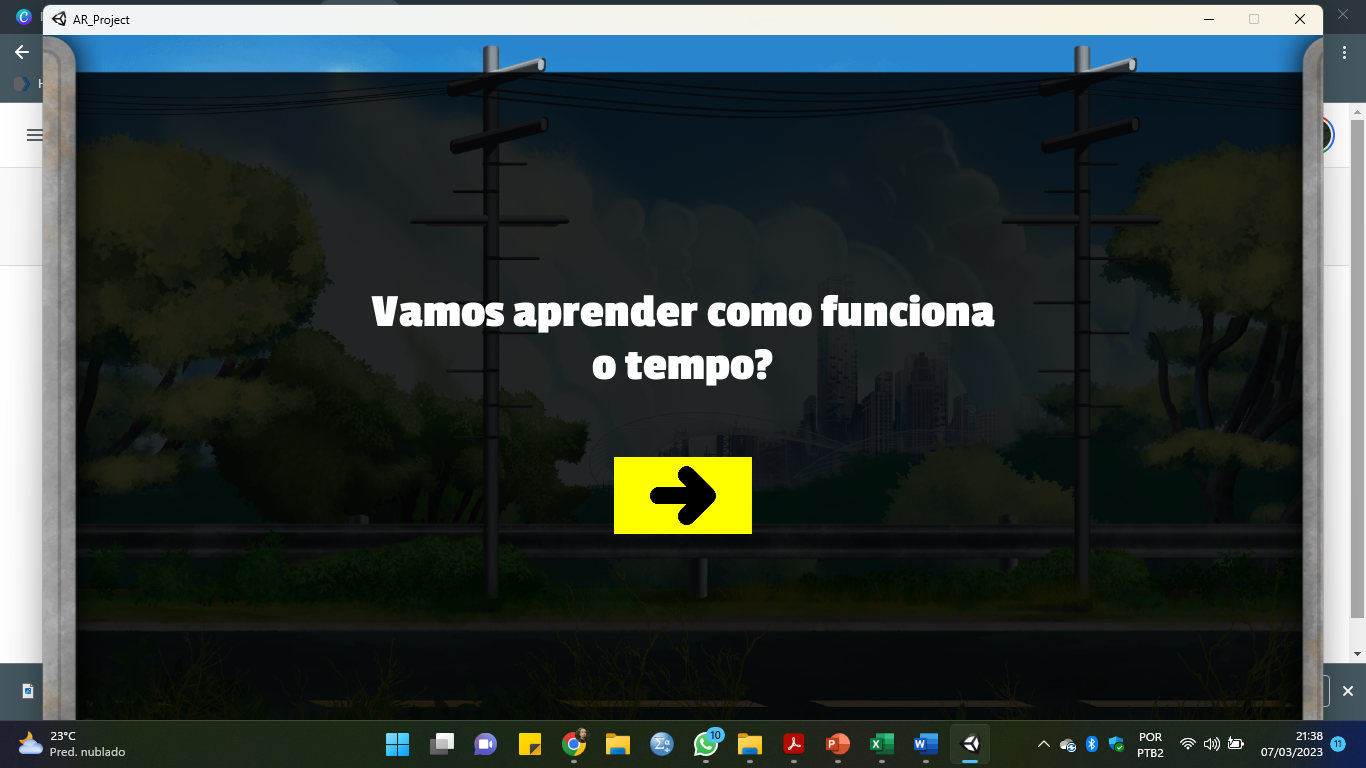 AR_Project
H
Vamos aprender como funciona
o tempo?
23°C
Pred. nublado
10
POR
PTB2
21:38
07/03/2023
11